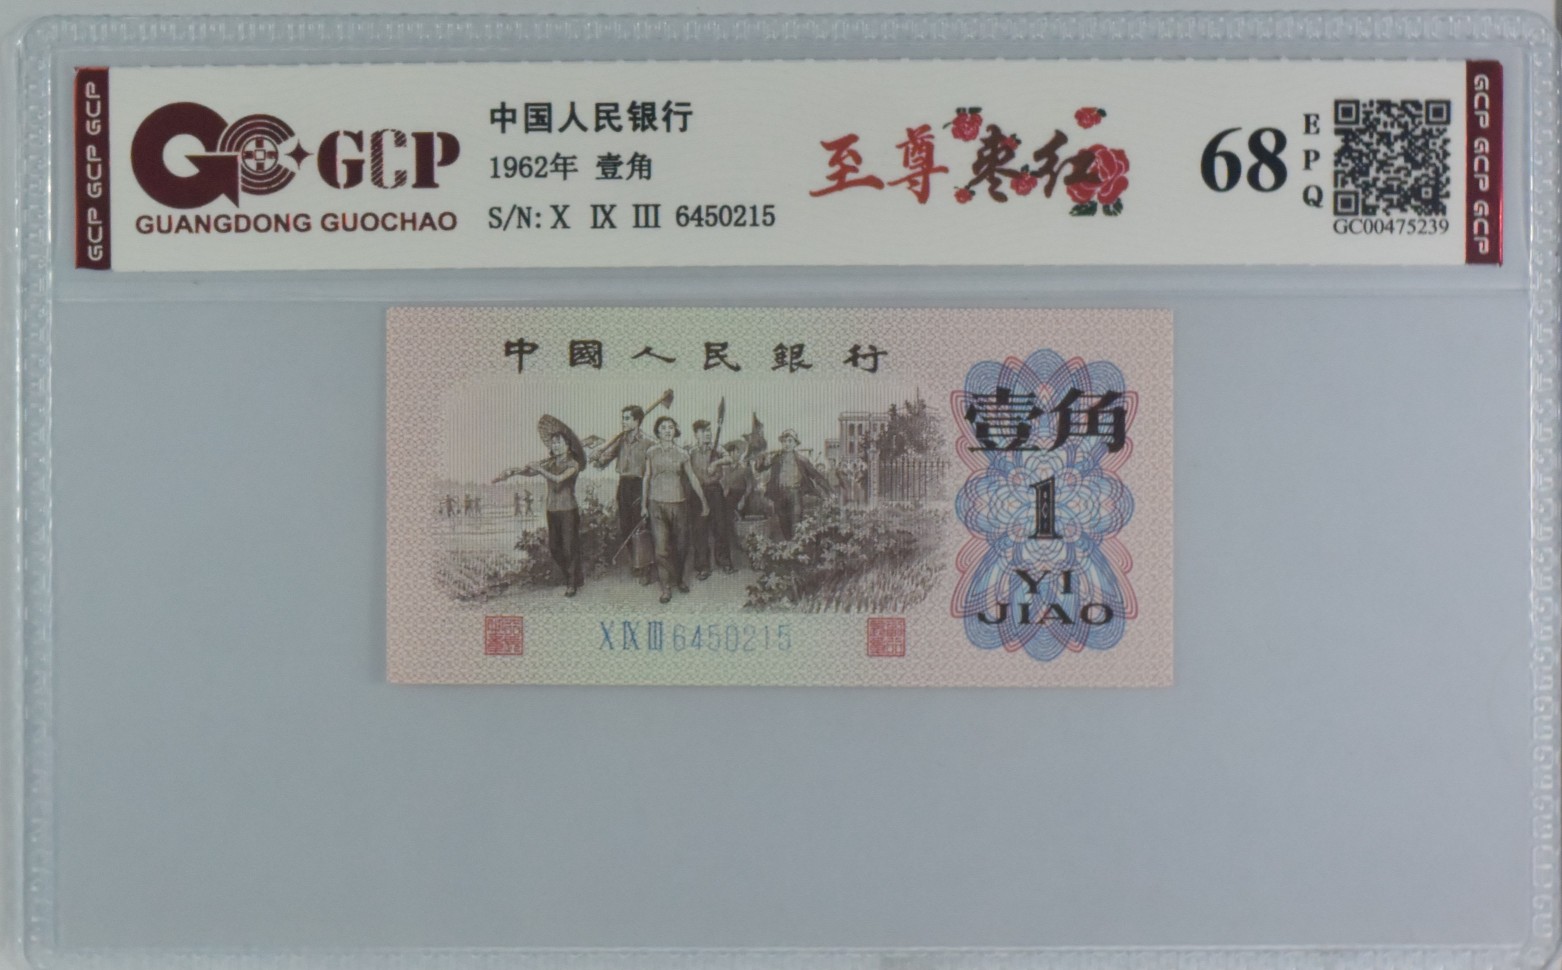 GCP GCP GCP
GCP
GUANGDONG GUOCHAO
中国人民银行
1962年 壹角
S/N: X IX III 6450215
至尊枣红
68
EPQ
GC00475239
GCP GCP GCP
中國人民銀行
壹角
1
YI
JIAO
X IX III 6450215